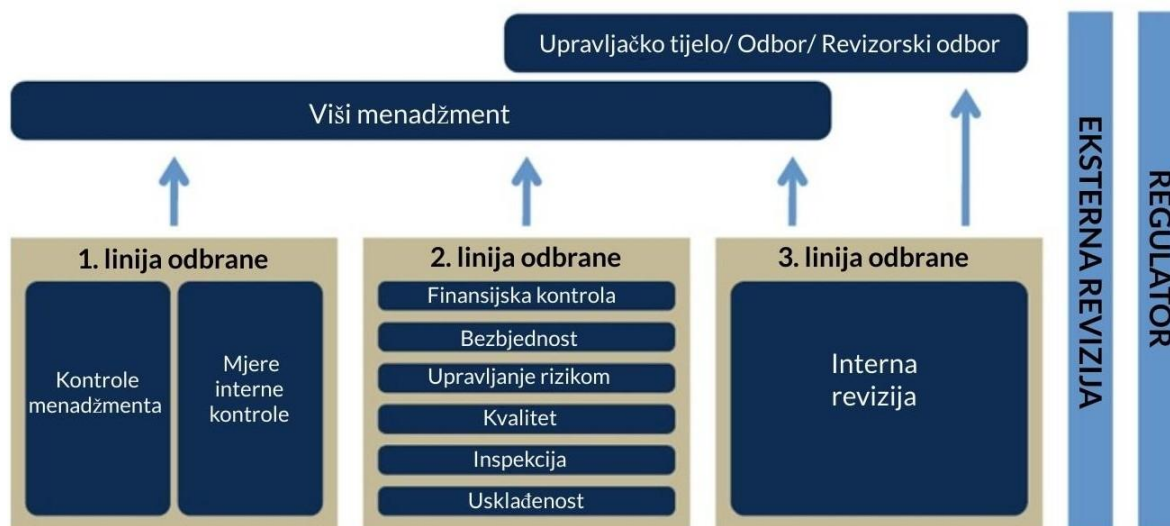 Upravljačko tijelo/ Odbor/ Revizorski odbor
Viši menadžment
1. linija odbrane
Kontrole
menadžmenta
Mjere
interne
kontrole
2. linija odbrane
Finansijska kontrola
Bezbjednost
Upravljanje rizikom
Kvalitet
Inspekcija
Usklađenost
3. linija odbrane
Interna
revizija
EKSTERNA REVIZIJA
REGULATOR